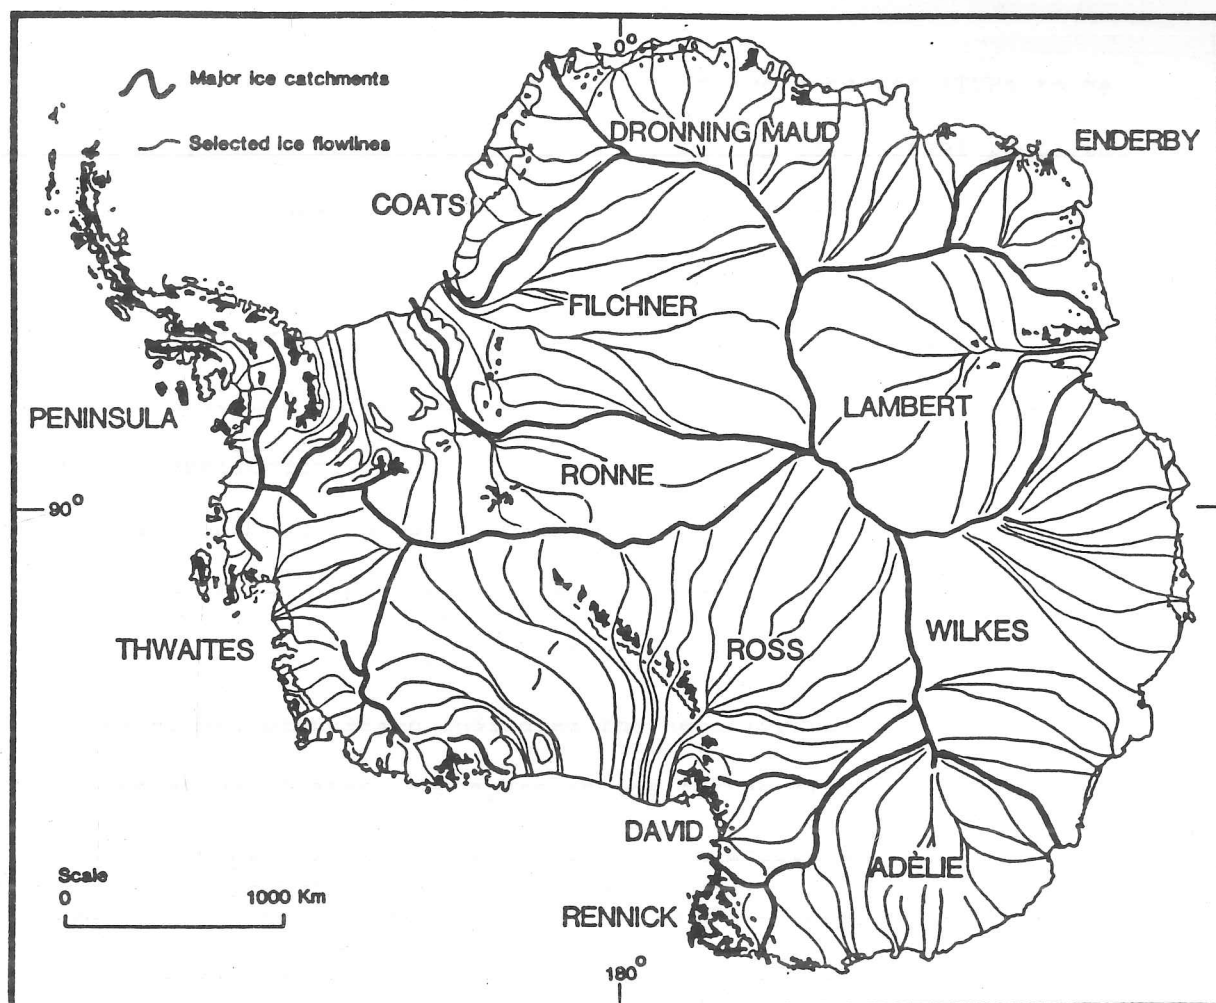 0°
Major ice catchments
Selected ice flowlines
DRONNING MAUD
ENDERBY
COATS
FILCHNER
PENINSULA
LAMBERT
RONNE
90°
THWAITES
ROSS
WILKES
DAVID
ADÈLIE
Scale
0 1000 Km
RENNICK
180°